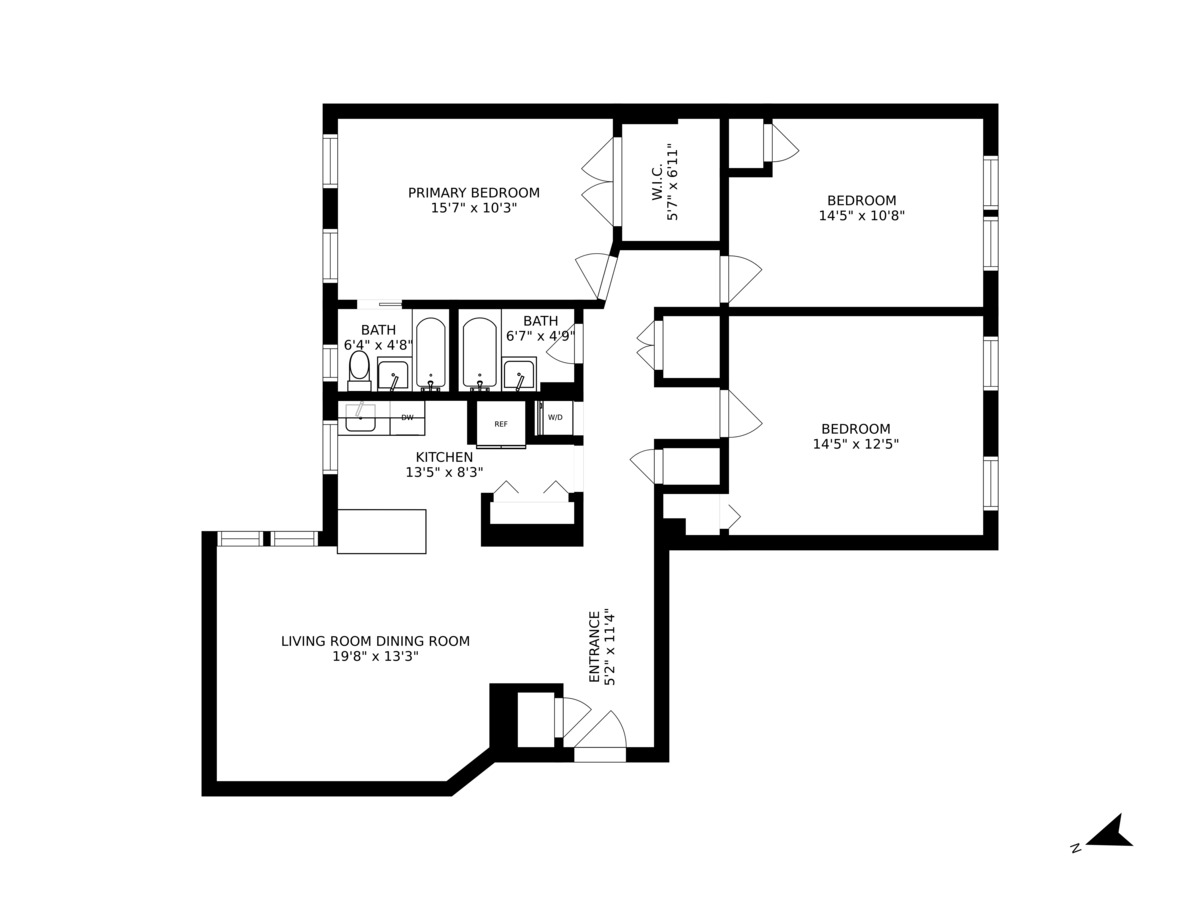 PRIMARY BEDROOM
15'7" x 10'3"
W.I.C.
5'7" x 6'11"
BEDROOM
14'5" x 10'8"
BATH
6'4" x 4'8"
BATH
6'7" x 4'9"
DW
REF
W/D
KITCHEN
13'5" x 8'3"
BEDROOM
14'5" x 12'5"
LIVING ROOM DINING ROOM
19'8" x 13'3"
ENTRANCE
5'2" x 11'4"
N